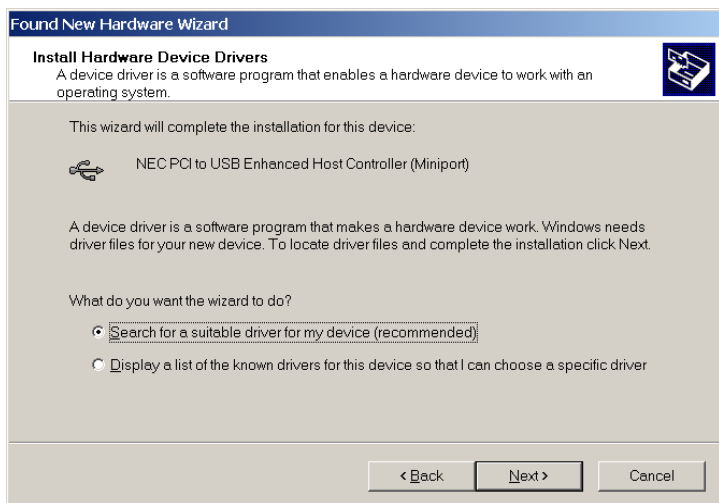 Found New Hardware Wizard
Install Hardware Device Drivers
A device driver is a software program that enables a hardware device to work with an
operating system.
This wizard will complete the installation for this device:
NEC PCI to USB Enhanced Host Controller (Miniport)
A device driver is a software program that makes a hardware device work. Windows needs
driver files for your new device. To locate driver files and complete the installation click Next.
What do you want the wizard to do?
Search for a suitable driver for my device (recommended)
Display a list of the known drivers for this device so that I can choose a specific driver
< Back Next > Cancel